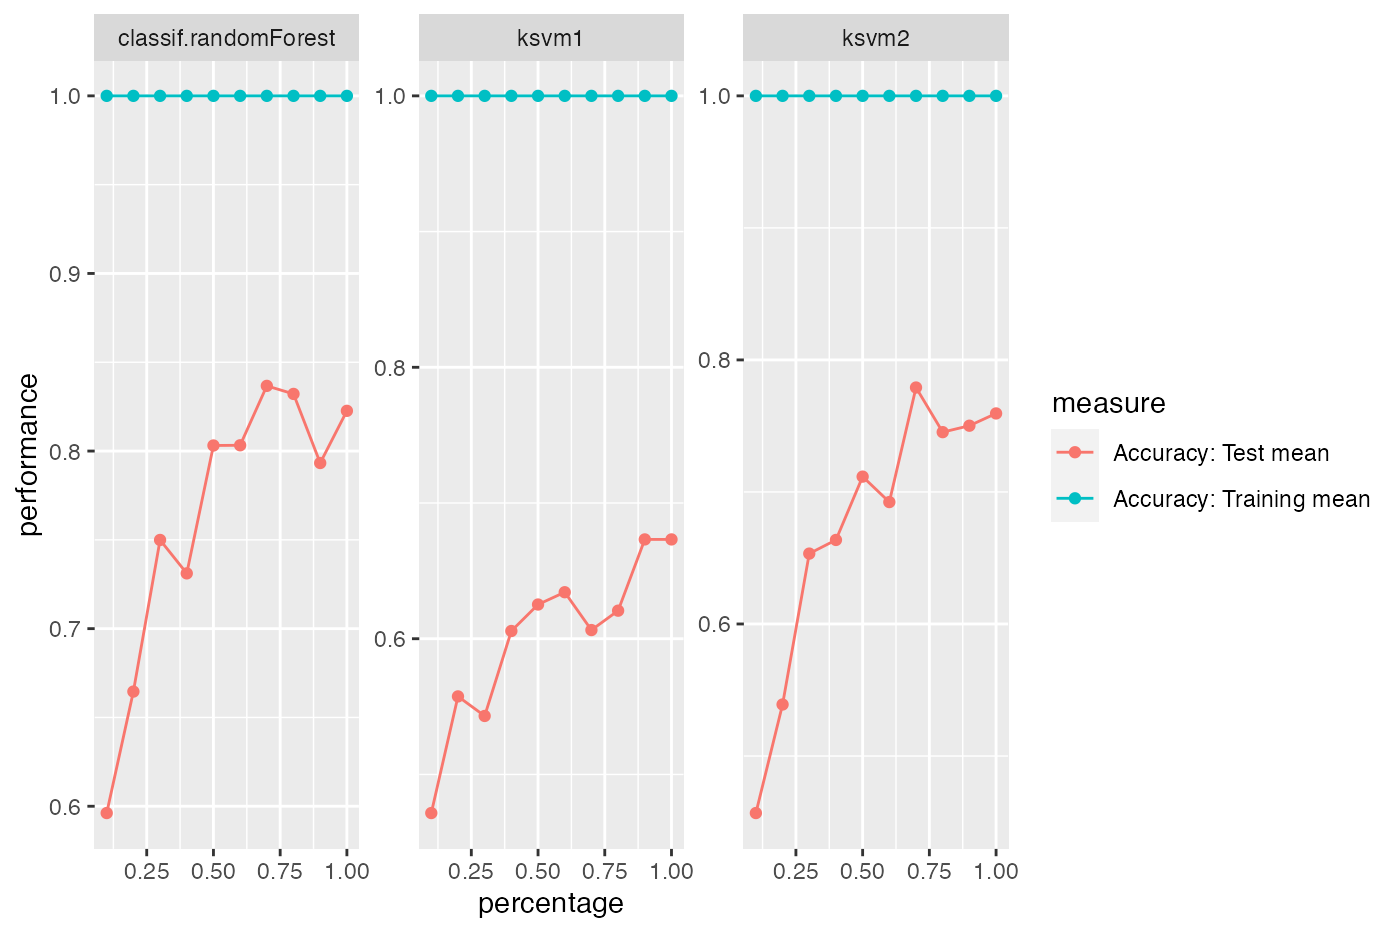 classif.randomForest
ksvm1
ksvm2
performance
1.0
0.9
0.8
0.7
0.6
1.0
0.8
0.6
1.0
0.8
0.6
0.25 0.50 0.75 1.00
0.25 0.50 0.75 1.00
0.25 0.50 0.75 1.00
percentage
measure
Accuracy: Test mean
Accuracy: Training mean